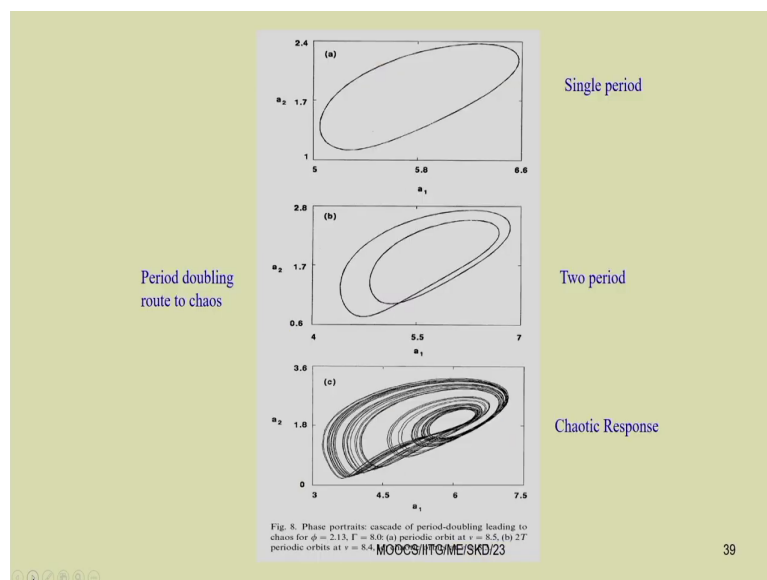 2.4
(a)
Single period
a₂ 1.7
1
5 5.8 6.6
a₁
2.8
(b)
Period doubling
route to chaos
a₂ 1.7
Two period
0.6
4 5.5 7
a₁
3.6
(c)
a₂ 1.8
Chaotic Response
0
3 4.5 6 7.5
a₁
Fig. 8. Phase portraits: cascade of period-doubling leading to
chaos for ϕ = 2.13, Γ = 8.0: (a) periodic orbit at ν = 8.5, (b) 2T
periodic orbits at ν = 8.4,
MOOCS/IITG/ME/SKD/23
39